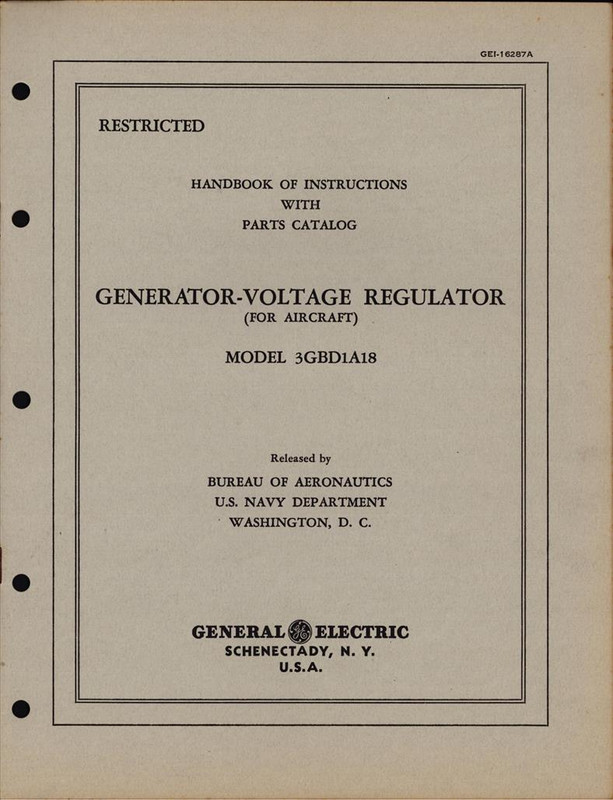 GEI-16287A
RESTRICTED
HANDBOOK OF INSTRUCTIONS
WITH
PARTS CATALOG
GENERATOR-VOLTAGE REGULATOR
(FOR AIRCRAFT)
MODEL 3GBD1A18
Released by
BUREAU OF AERONAUTICS
U.S. NAVY DEPARTMENT
WASHINGTON, D. C.
GENERAL GE ELECTRIC
SCHENECTADY, N. Y.
U.S.A.